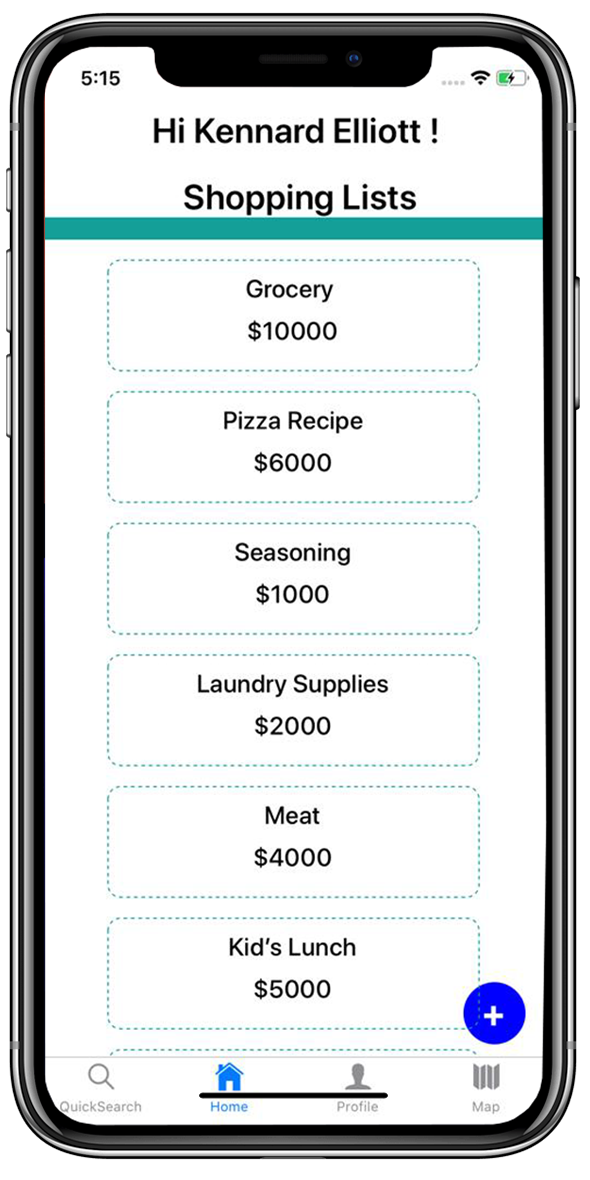 5:15
Hi Kennard Elliott !
Shopping Lists
Grocery
$10000
Pizza Recipe
$6000
Seasoning
$1000
Laundry Supplies
$2000
Meat
$4000
Kid’s Lunch
$5000
+
QuickSearch Home Profile Map